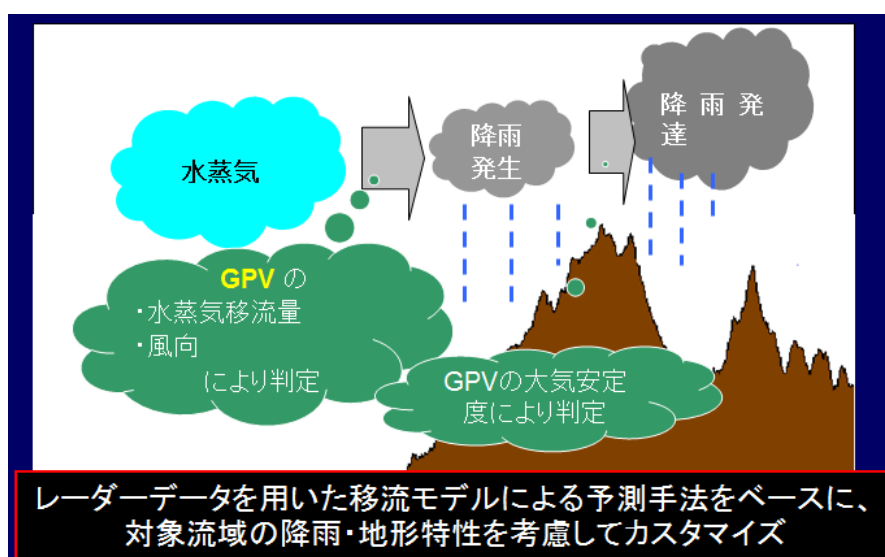 水蒸気
降雨
発生
降 雨 発
達
GPV の
・水蒸気移流量
・風向
により判定
GPVの大気安定
度により判定
レーダーデータを用いた移流モデルによる予測手法をベースに、
対象流域の降雨・地形特性を考慮してカスタマイズ